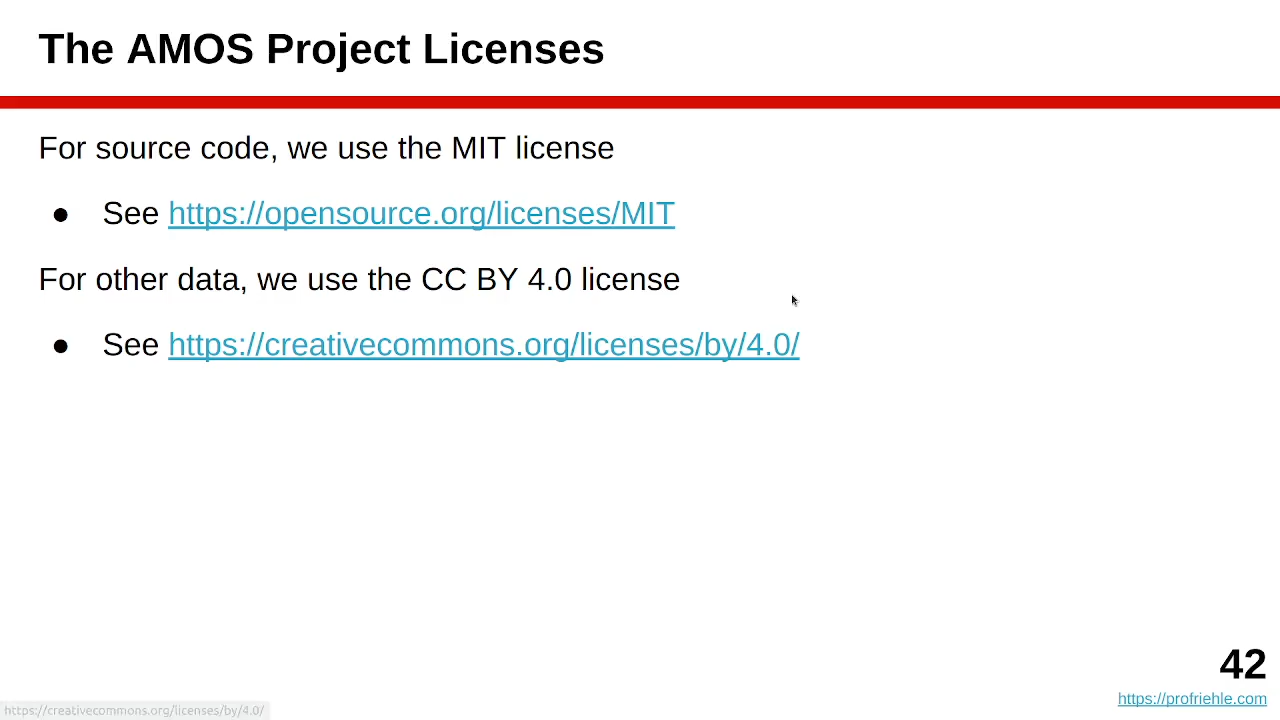 The AMOS Project Licenses
For source code, we use the MIT license
● See https://opensource.org/licenses/MIT
For other data, we use the CC BY 4.0 license
● See https://creativecommons.org/licenses/by/4.0/
42
https://profriehle.com
https://creativecommons.org/licenses/by/4.0/